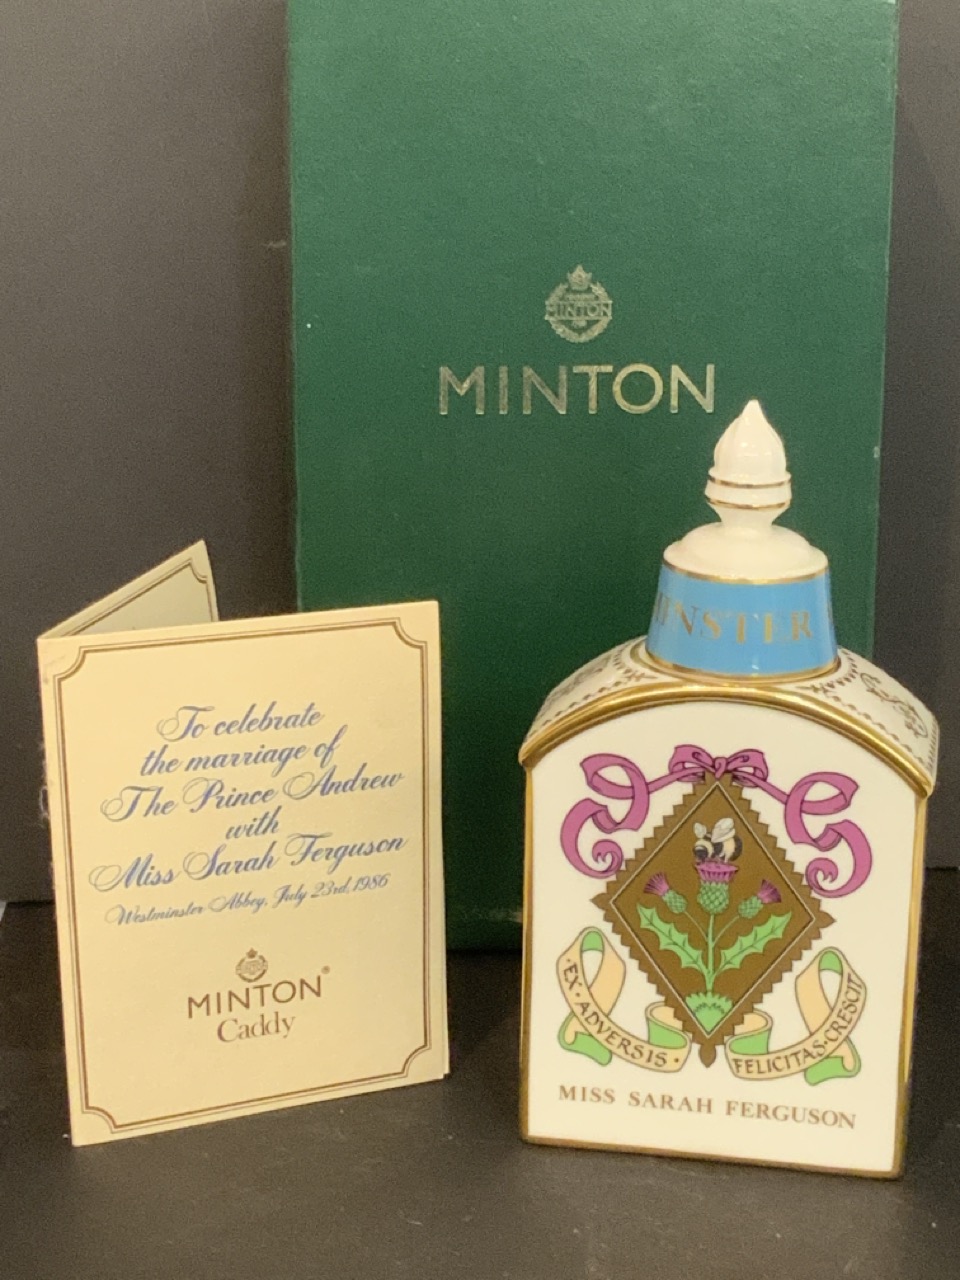 MINTON
MINTON
To celebrate
the marriage of
The Prince Andrew
with
Miss Sarah Ferguson
Westminster Abbey, July 23rd, 1986
MINTON®
Caddy
INSTER
EX · ADVERSIS ·
FELICITAS · CRESCIT
MISS SARAH FERGUSON